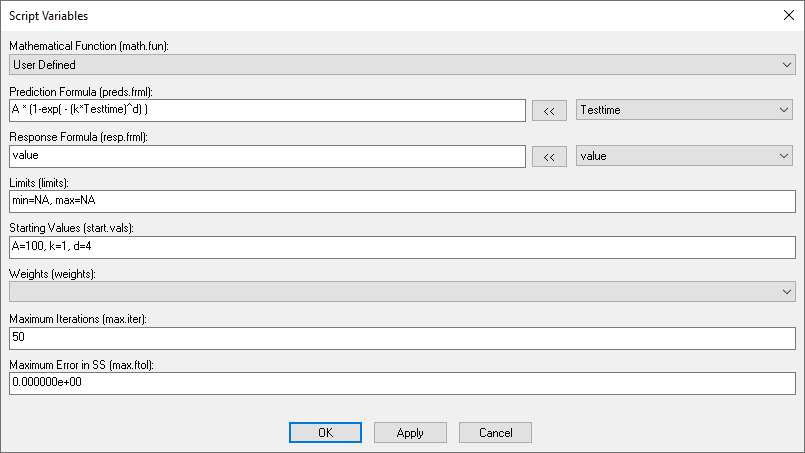 Script Variables
Mathematical Function (math.fun):
User Defined
Prediction Formula (preds.frml):
A * (1-exp( - (k*Testtime)^d) ) << Testtime
Response Formula (resp.frml):
value << value
Limits (limits):
min=NA, max=NA
Starting Values (start.vals):
A=100, k=1, d=4
Weights (weights):
Maximum Iterations (max.iter):
50
Maximum Error in SS (max.ftol):
0.000000e+00
OK Apply Cancel